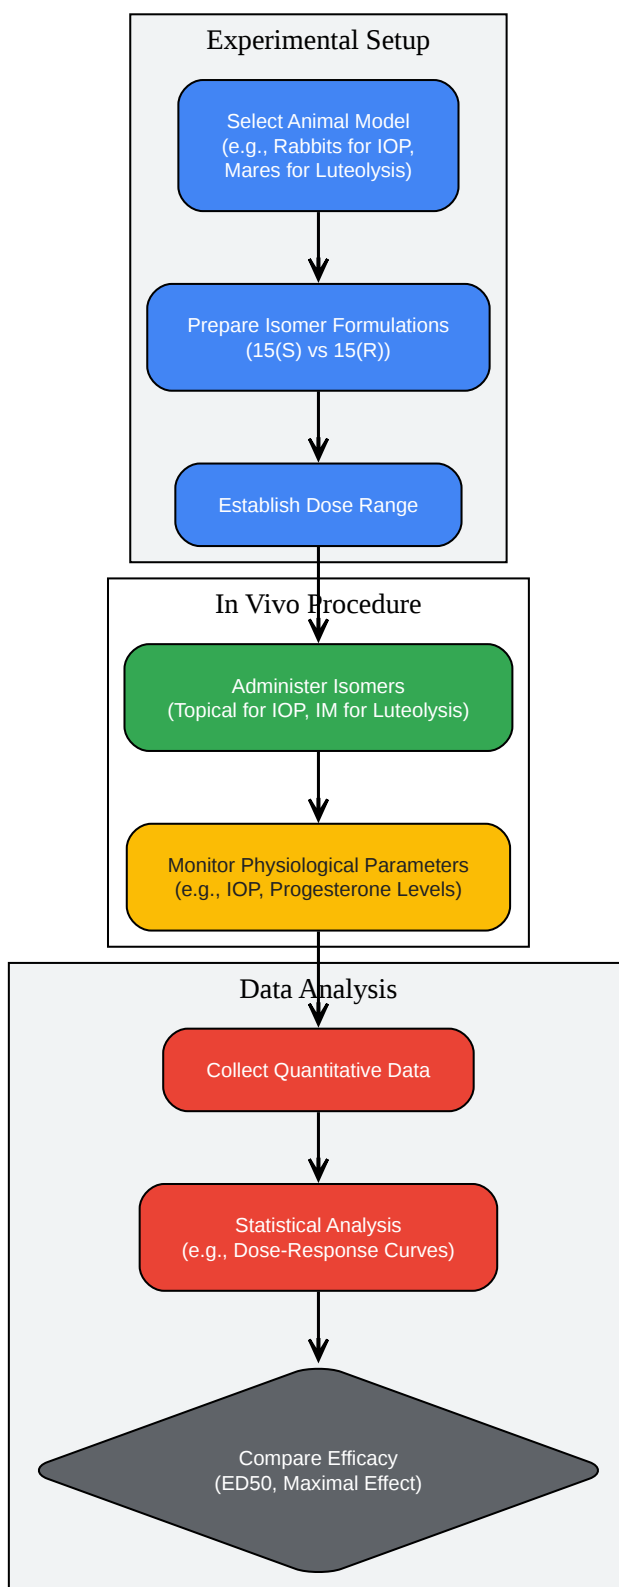 Experimental Setup
Select Animal Model
(e.g., Rabbits for IOP,
Mares for Luteolysis)
Prepare Isomer Formulations
(15(S) vs 15(R))
Establish Dose Range
In Vivo Procedure
Administer Isomers
(Topical for IOP, IM for Luteolysis)
Monitor Physiological Parameters
(e.g., IOP, Progesterone Levels)
Data Analysis
Collect Quantitative Data
Statistical Analysis
(e.g., Dose-Response Curves)
Compare Efficacy
(ED50, Maximal Effect)